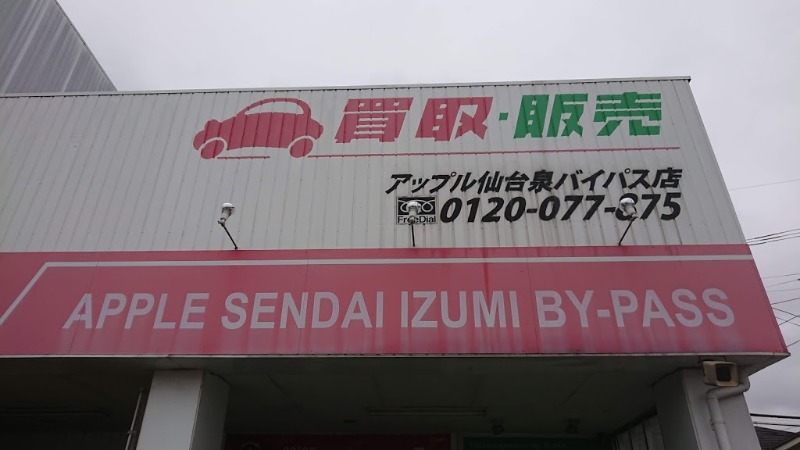 買取・販売
アップル仙台泉バイパス店
FreeDial 0120-077-875
APPLE SENDAI IZUMI BY-PASS